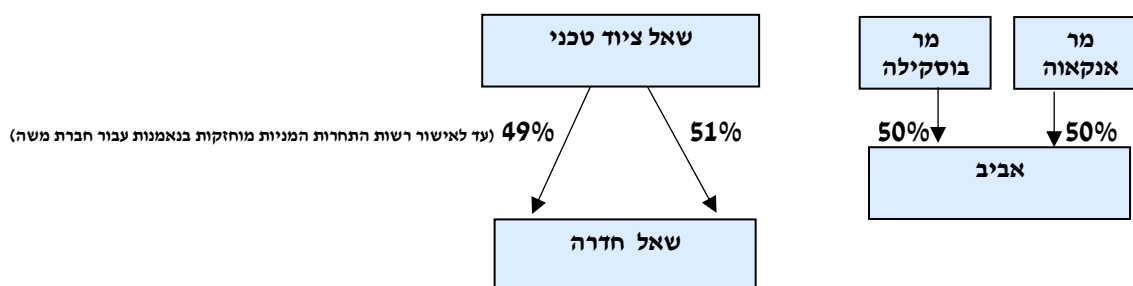 שאל ציוד טכני
מר
אנקאוה
מר
בוסקילה
49% (עד לאישור רשות התחרות המניות מוחזקות בנאמנות עבור חברת משה)
51%
50%
50%
אביב
שאל חדרה